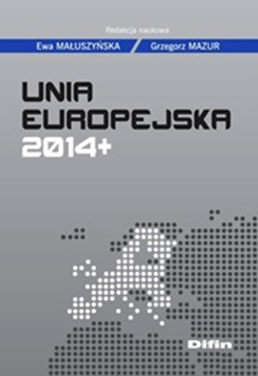 Redakcja naukowa
Ewa MAŁUSZYŃSKA / Grzegorz MAZUR
UNIA
EUROPEJSKA
2014+
Difin